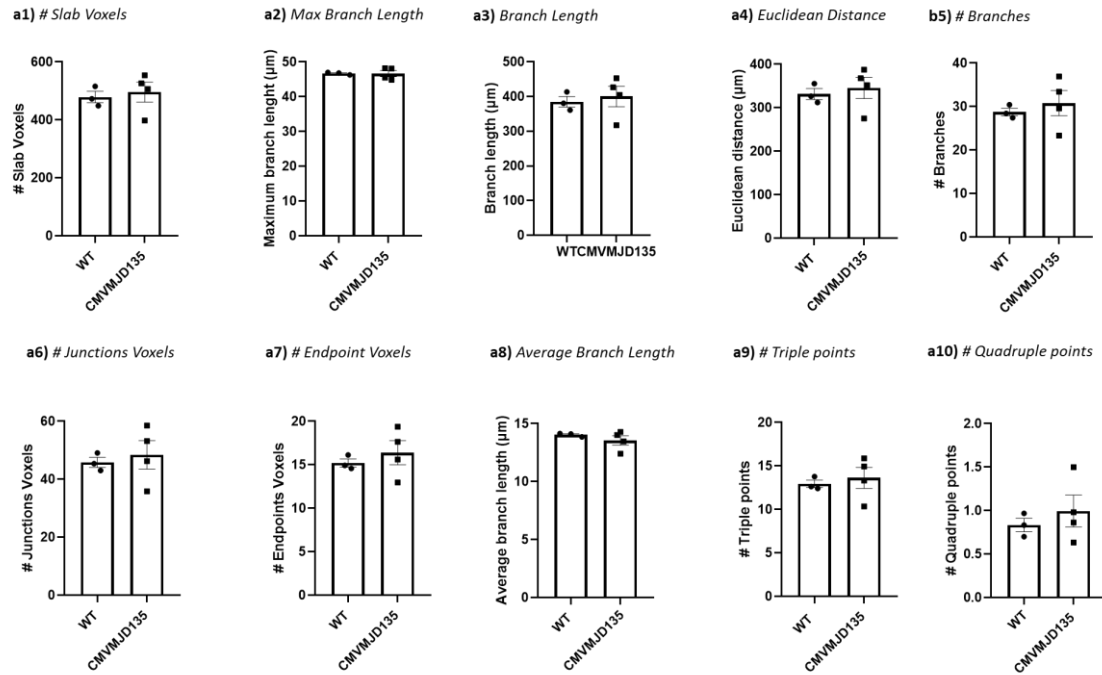 a1) # Slab Voxels
a2) Max Branch Length
a3) Branch Length
a4) Euclidean Distance
b5) # Branches
# Slab Voxels
600
400
200
0
WT
CMVMJD135
Maximum branch lenght (µm)
50
40
30
20
10
0
WT
CMVMJD135
Branch length (µm)
500
400
300
200
100
0
WTCMVMJD135
Euclidean distance (µm)
400
300
200
100
0
WT
CMVMJD135
# Branches
40
30
20
10
0
WT
CMVMJD135
a6) # Junctions Voxels
a7) # Endpoint Voxels
a8) Average Branch Length
a9) # Triple points
a10) # Quadruple points
# Junctions Voxels
60
40
20
0
WT
CMVMJD135
# Endpoints Voxels
20
15
10
5
0
WT
CMVMJD135
Average branch length (µm)
15
10
5
0
WT
CMVMJD135
# Triple points
20
15
10
5
0
WT
CMVMJD135
# Quadruple points
2.0
1.5
1.0
0.5
0.0
WT
CMVMJD135